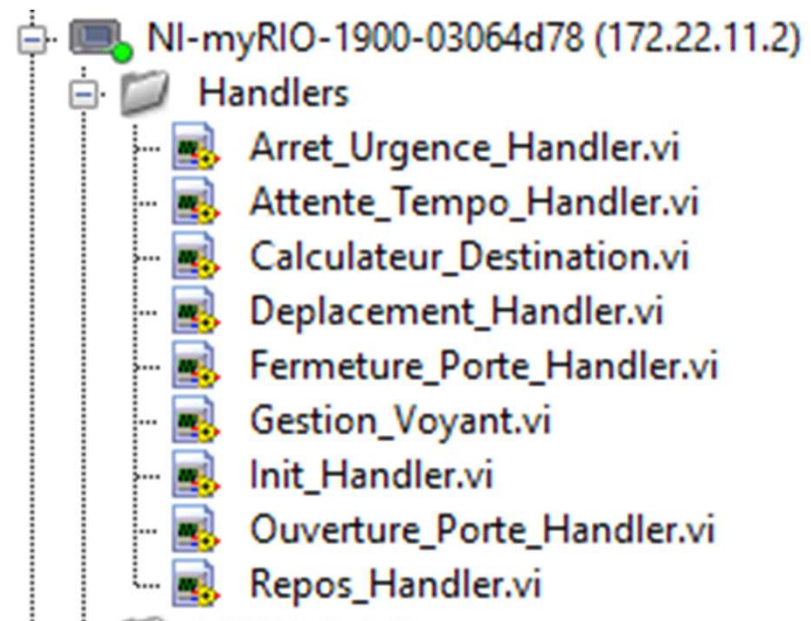 NI-myRIO-1900-03064d78 (172.22.11.2)
Handlers
Arret_Urgence_Handler.vi
Attente_Tempo_Handler.vi
Calculateur_Destination.vi
Deplacement_Handler.vi
Fermeture_Porte_Handler.vi
Gestion_Voyant.vi
Init_Handler.vi
Ouverture_Porte_Handler.vi
Repos_Handler.vi